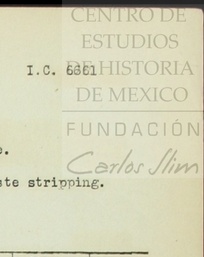 CENTRO DE
ESTUDIOS
I.C. 6661
DE HISTORIA
DE MEXICO
FUNDACIÓN
e.
Carlos Slim
ste stripping.